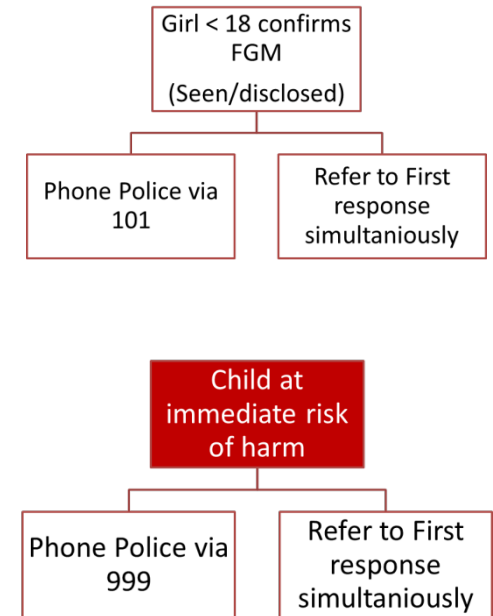 Girl < 18 confirms
FGM
(Seen/disclosed)
Phone Police via
101
Refer to First
response
simultaniously
Child at
immediate risk
of harm
Phone Police via
999
Refer to First
response
simultaniously